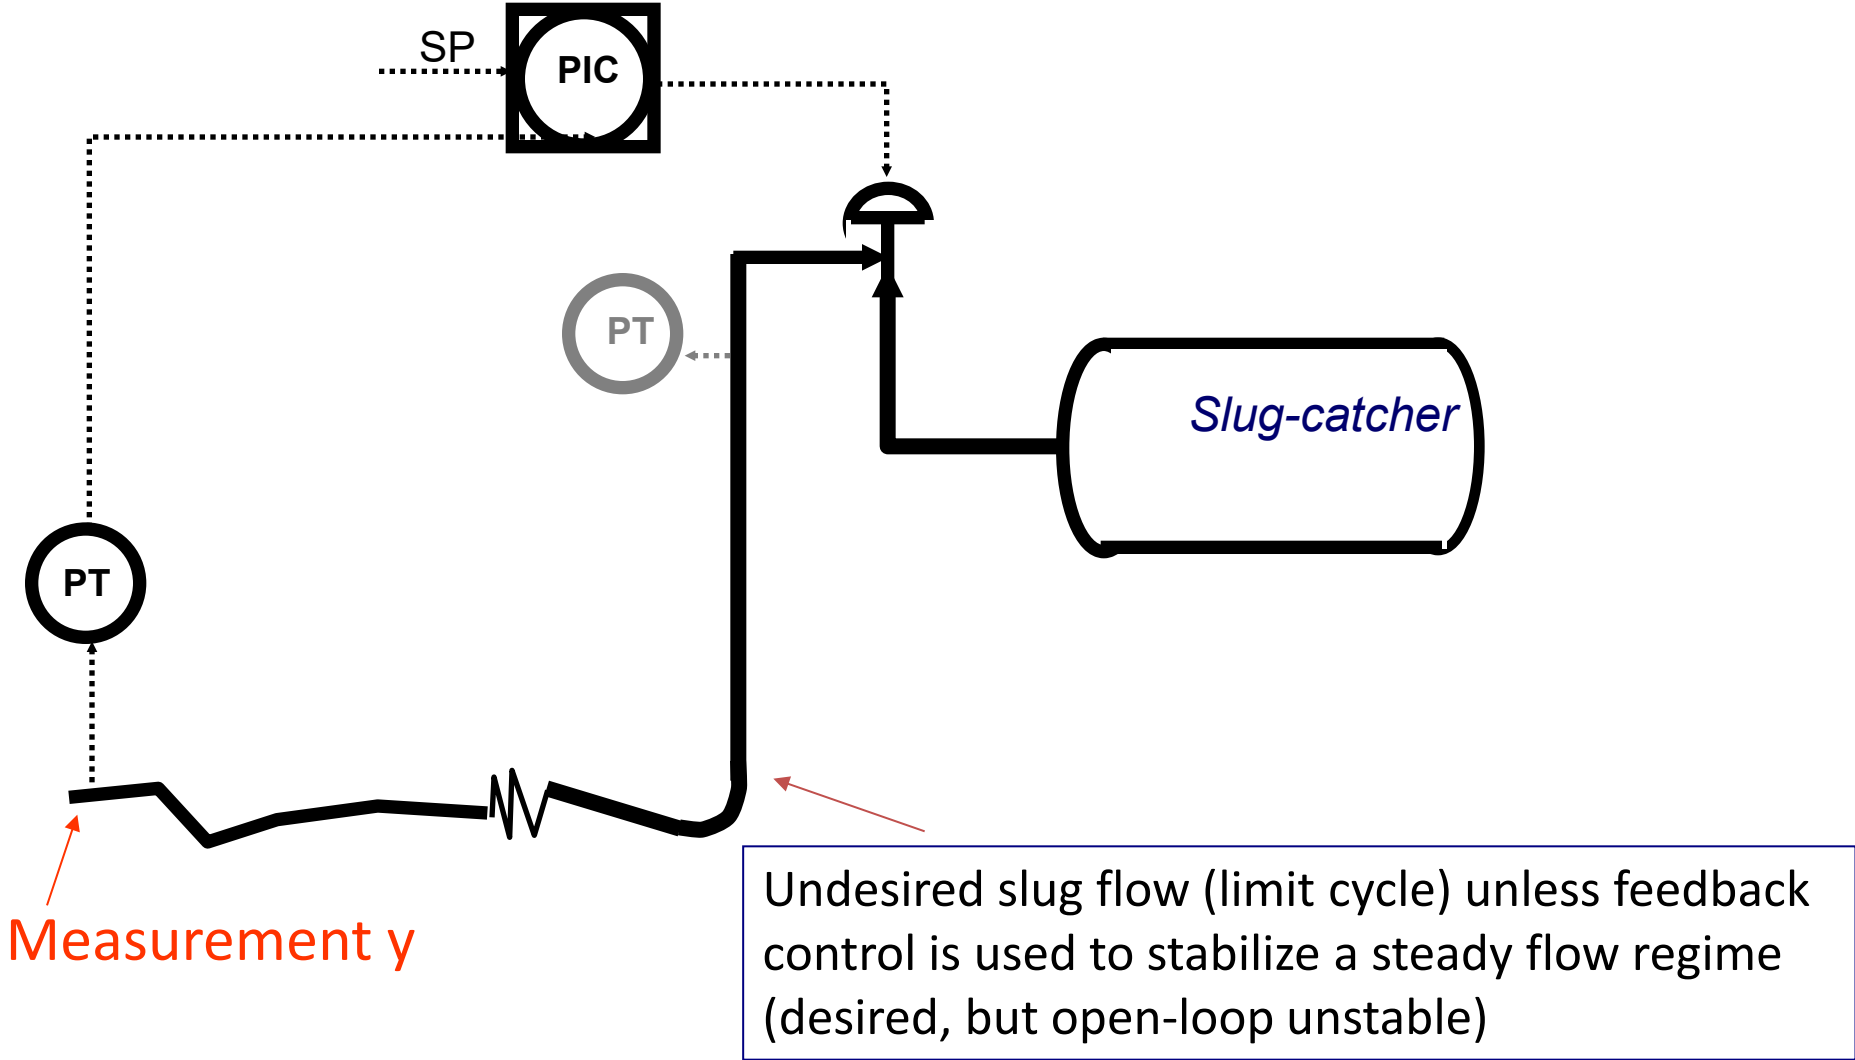 SP
PIC
PT
Slug-catcher
PT
Measurement y
Undesired slug flow (limit cycle) unless feedback
control is used to stabilize a steady flow regime
(desired, but open-loop unstable)